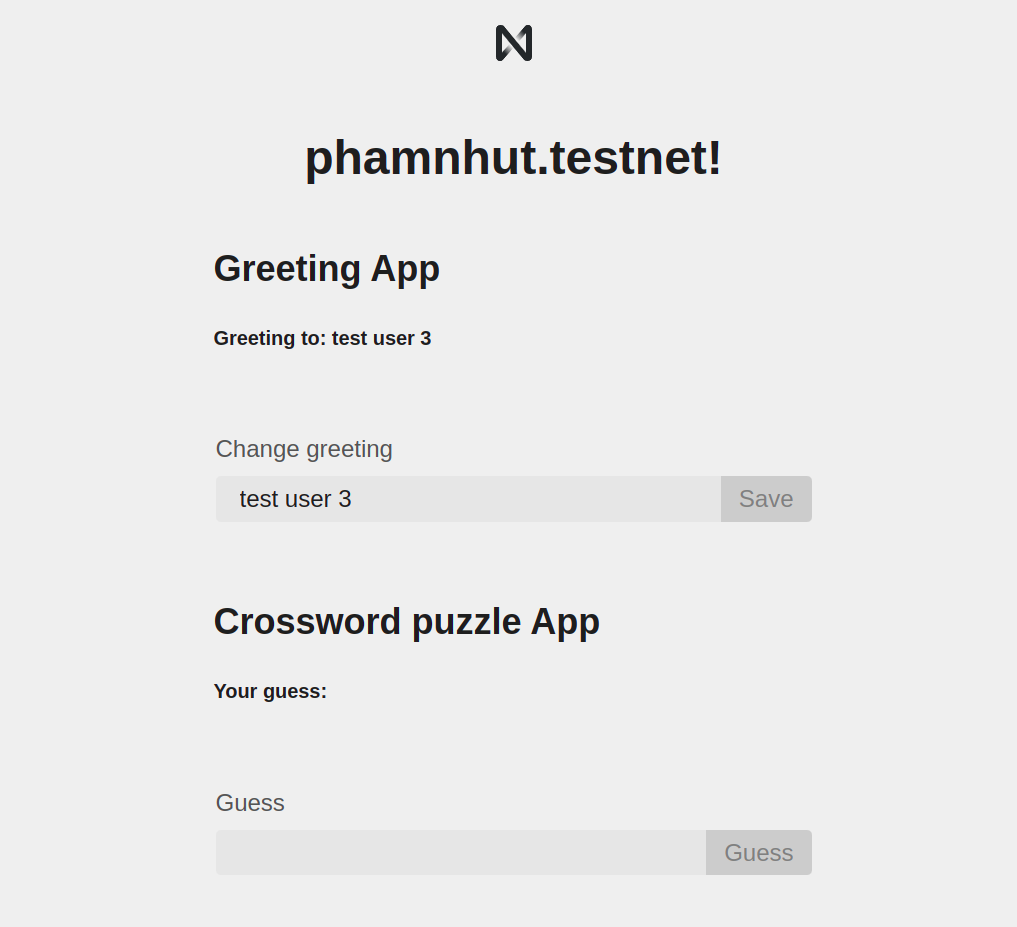 phamnhut.testnet!
Greeting App
Greeting to: test user 3
Change greeting
test user 3 Save
Crossword puzzle App
Your guess:
Guess
Guess